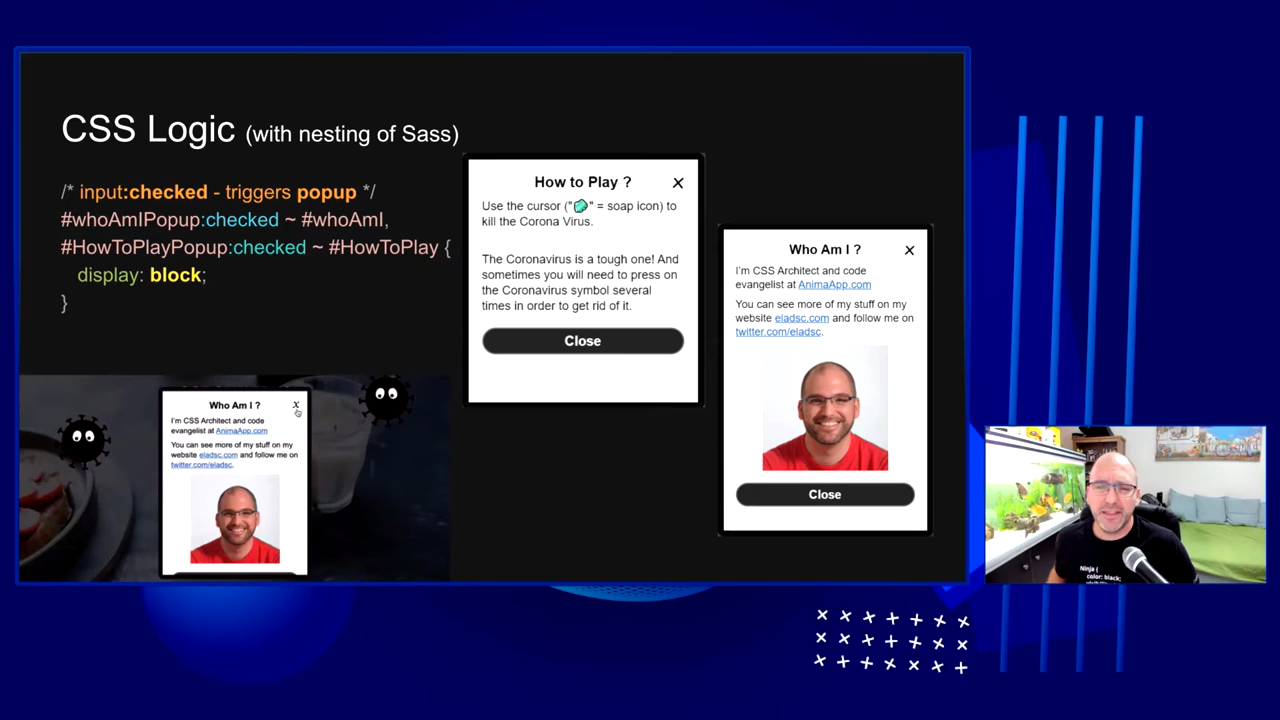 CSS Logic (with nesting of Sass)
/* input:checked - triggers popup */
#whoAmIPopup:checked ~ #whoAmI,
#HowToPlayPopup:checked ~ #HowToPlay {
display: block;
}
How to Play ? X
Use the cursor (" " = soap icon) to
kill the Corona Virus.
The Coronavirus is a tough one! And
sometimes you will need to press on
the Coronavirus symbol several
times in order to get rid of it.
Close
Who Am I ? X
I'm CSS Architect and code
evangelist at AnimaApp.com
You can see more of my stuff on my
website eladsc.com and follow me on
twitter.com/eladsc.
Close
Who Am I ? X
I'm CSS Architect and code
evangelist at AnimaApp.com
You can see more of my stuff on my
website eladsc.com and follow me on
twitter.com/eladsc.
Ninja {
color: black;